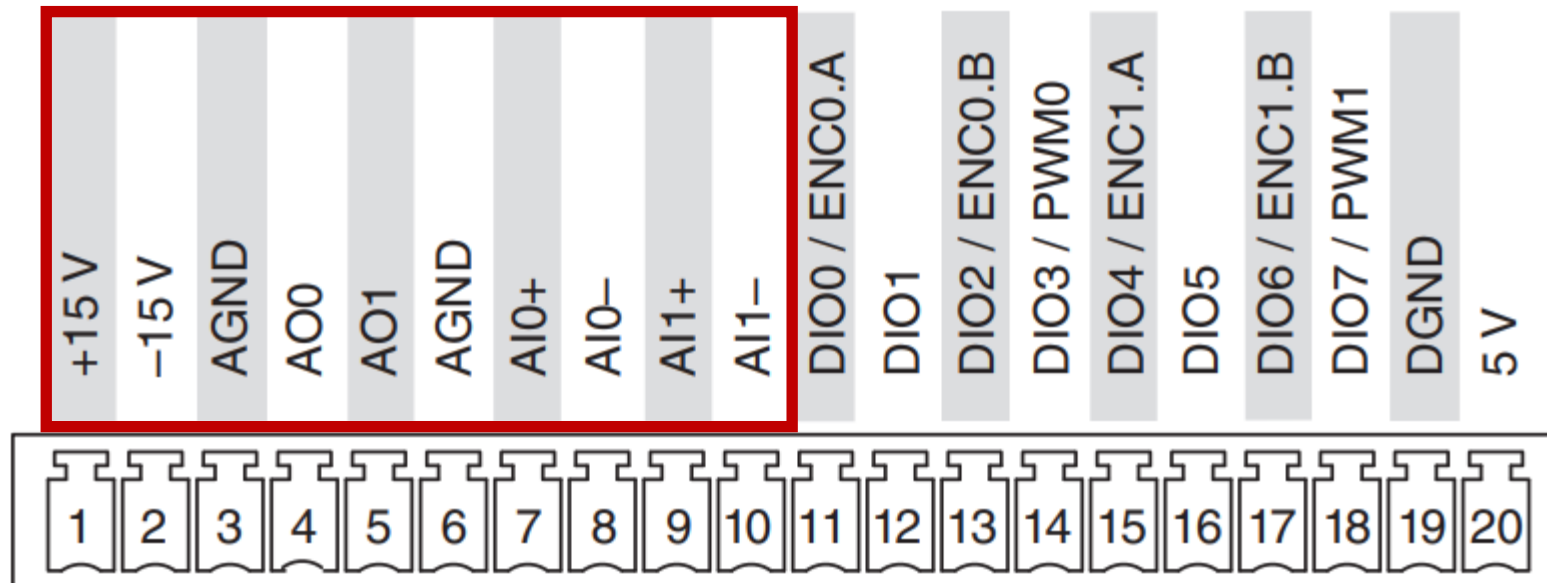 +15 V
–15 V
AGND
AO0
AO1
AGND
AI0+
AI0–
AI1+
AI1–
DIO0 / ENC0.A
DIO1
DIO2 / ENC0.B
DIO3 / PWM0
DIO4 / ENC1.A
DIO5
DIO6 / ENC1.B
DIO7 / PWM1
DGND
5 V
1 2 3 4 5 6 7 8 9 10 11 12 13 14 15 16 17 18 19 20